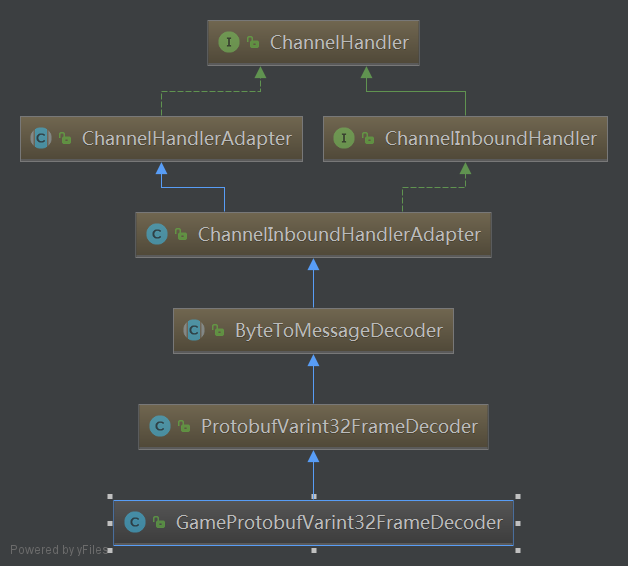 I ChannelHandler
C ChannelHandlerAdapter
I ChannelInboundHandler
C ChannelInboundHandlerAdapter
C ByteToMessageDecoder
C ProtobufVarint32FrameDecoder
C GameProtobufVarint32FrameDecoder
Powered by yFiles